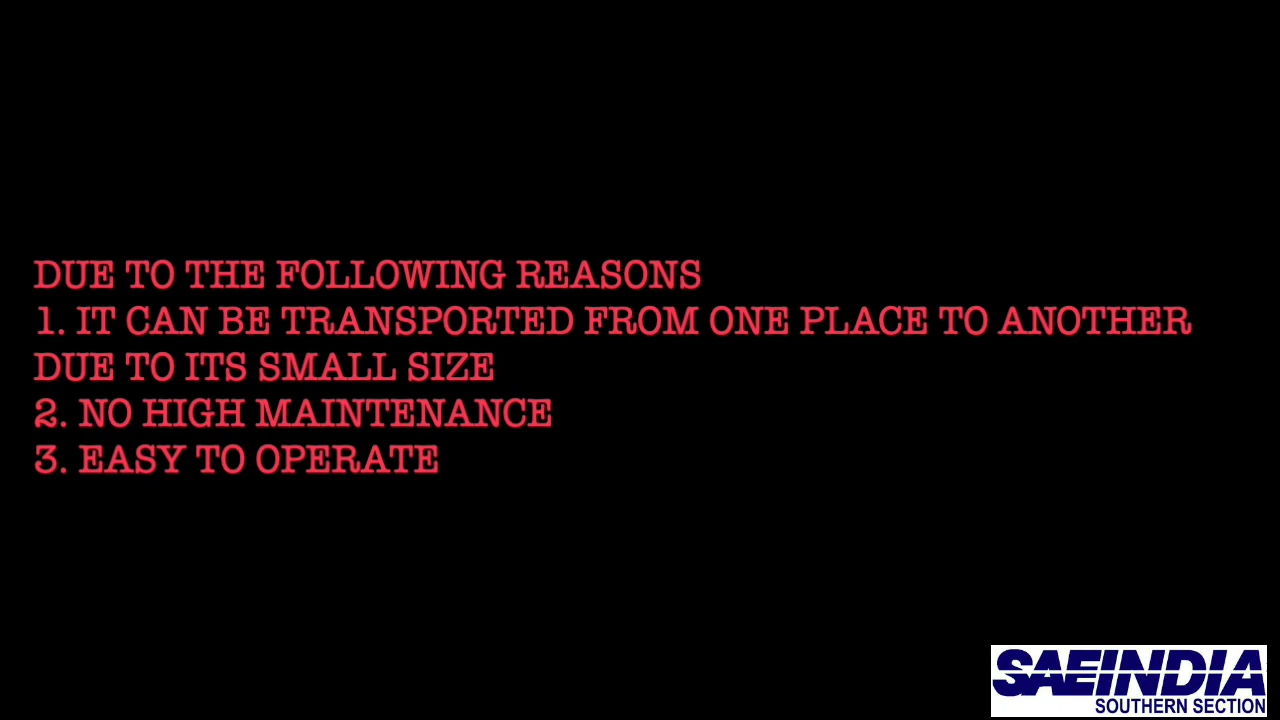 DUE TO THE FOLLOWING REASONS
1. IT CAN BE TRANSPORTED FROM ONE PLACE TO ANOTHER
DUE TO ITS SMALL SIZE
2. NO HIGH MAINTENANCE
3. EASY TO OPERATE
SAEINDIA
SOUTHERN SECTION